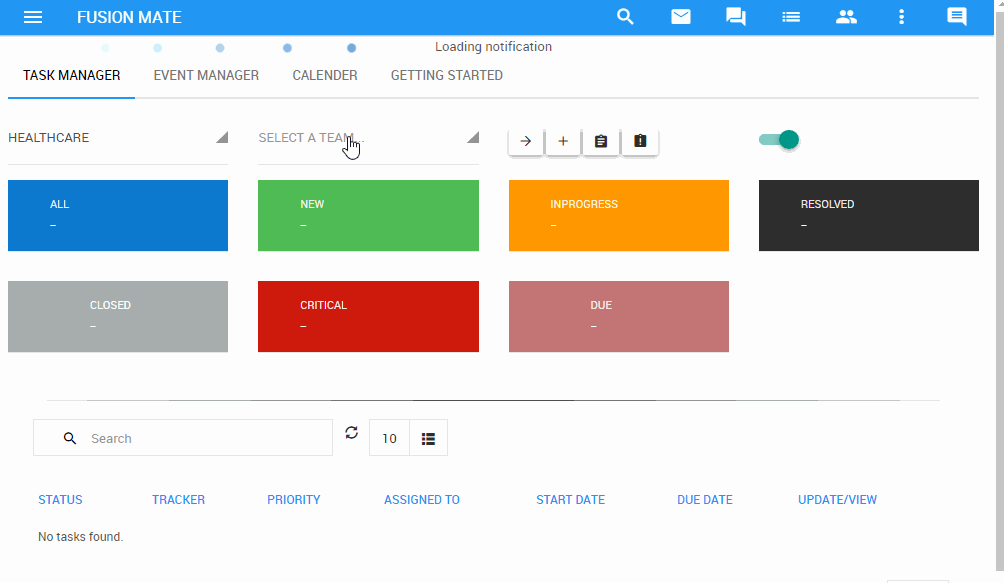 FUSION MATE
Loading notification
TASK MANAGER EVENT MANAGER CALENDER GETTING STARTED
HEALTHCARE SELECT A TEAM...
ALL NEW INPROGRESS RESOLVED
– – – –
CLOSED CRITICAL DUE
– – –
Search 10
STATUS TRACKER PRIORITY ASSIGNED TO START DATE DUE DATE UPDATE/VIEW
No tasks found.